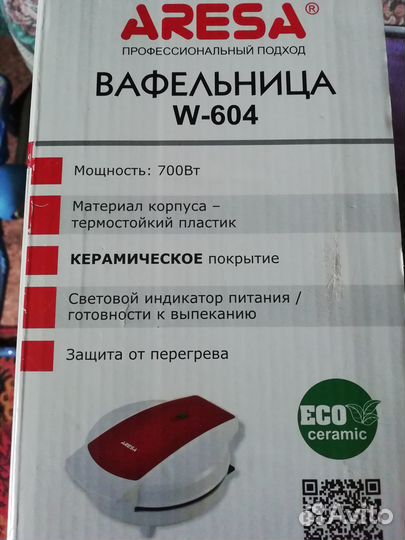 ARESA®
ПРОФЕССИОНАЛЬНЫЙ ПОДХОД
ВАФЕЛЬНИЦА
W-604
Мощность: 700Вт
Материал корпуса –
термостойкий пластик
КЕРАМИЧЕСКОЕ покрытие
Световой индикатор питания /
готовности к выпеканию
Защита от перегрева
ARESA
ECO
ceramic
Avito